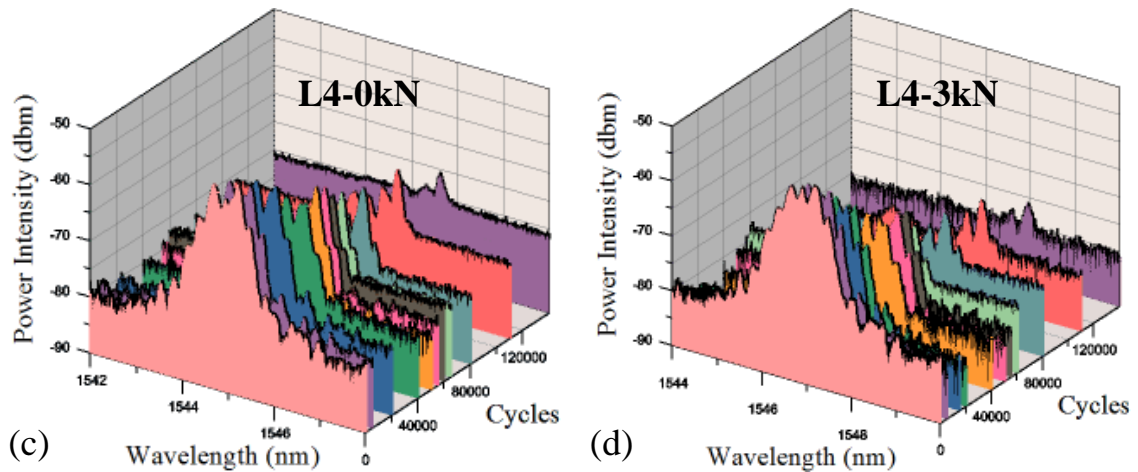 L4-0kN
Power Intensity (dbm)
-50
-60
-70
-80
-90
1542
1544
1546
Wavelength (nm)
0
40000
80000
120000
Cycles
(c)
L4-3kN
Power Intensity (dbm)
-50
-60
-70
-80
-90
1544
1546
1548
Wavelength (nm)
0
40000
80000
120000
Cycles
(d)